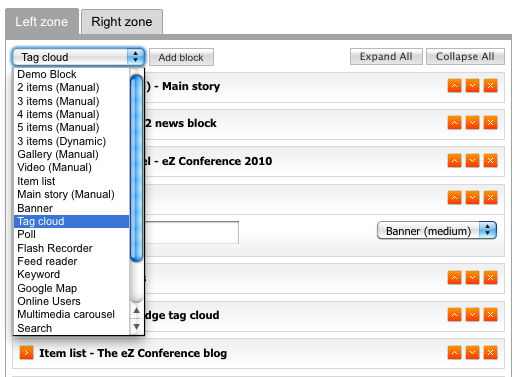 Left zone
Right zone
Tag cloud
Add block
Expand All
Collapse All
Demo Block
2 items (Manual)
3 items (Manual)
4 items (Manual)
5 items (Manual)
3 items (Dynamic)
Gallery (Manual)
Video (Manual)
Item list
Main story (Manual)
Banner
Tag cloud
Poll
Flash Recorder
Feed reader
Keyword
Google Map
Online Users
Multimedia carousel
Search
) - Main story
2 news block
- eZ Conference 2010
Banner (medium)
tag cloud
Item list - The eZ Conference blog